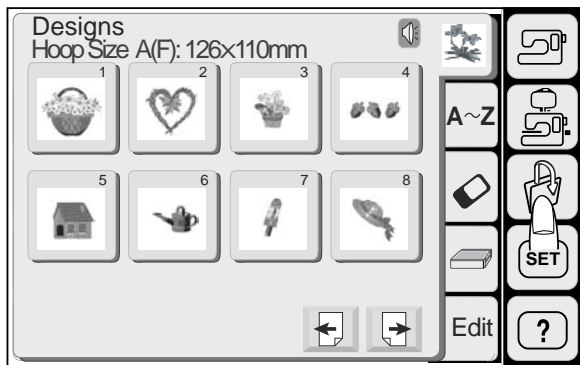 Designs
Hoop Size A(F): 126×110mm
1 2 3 4
5 6 7 8
A~Z
SET
Edit
?